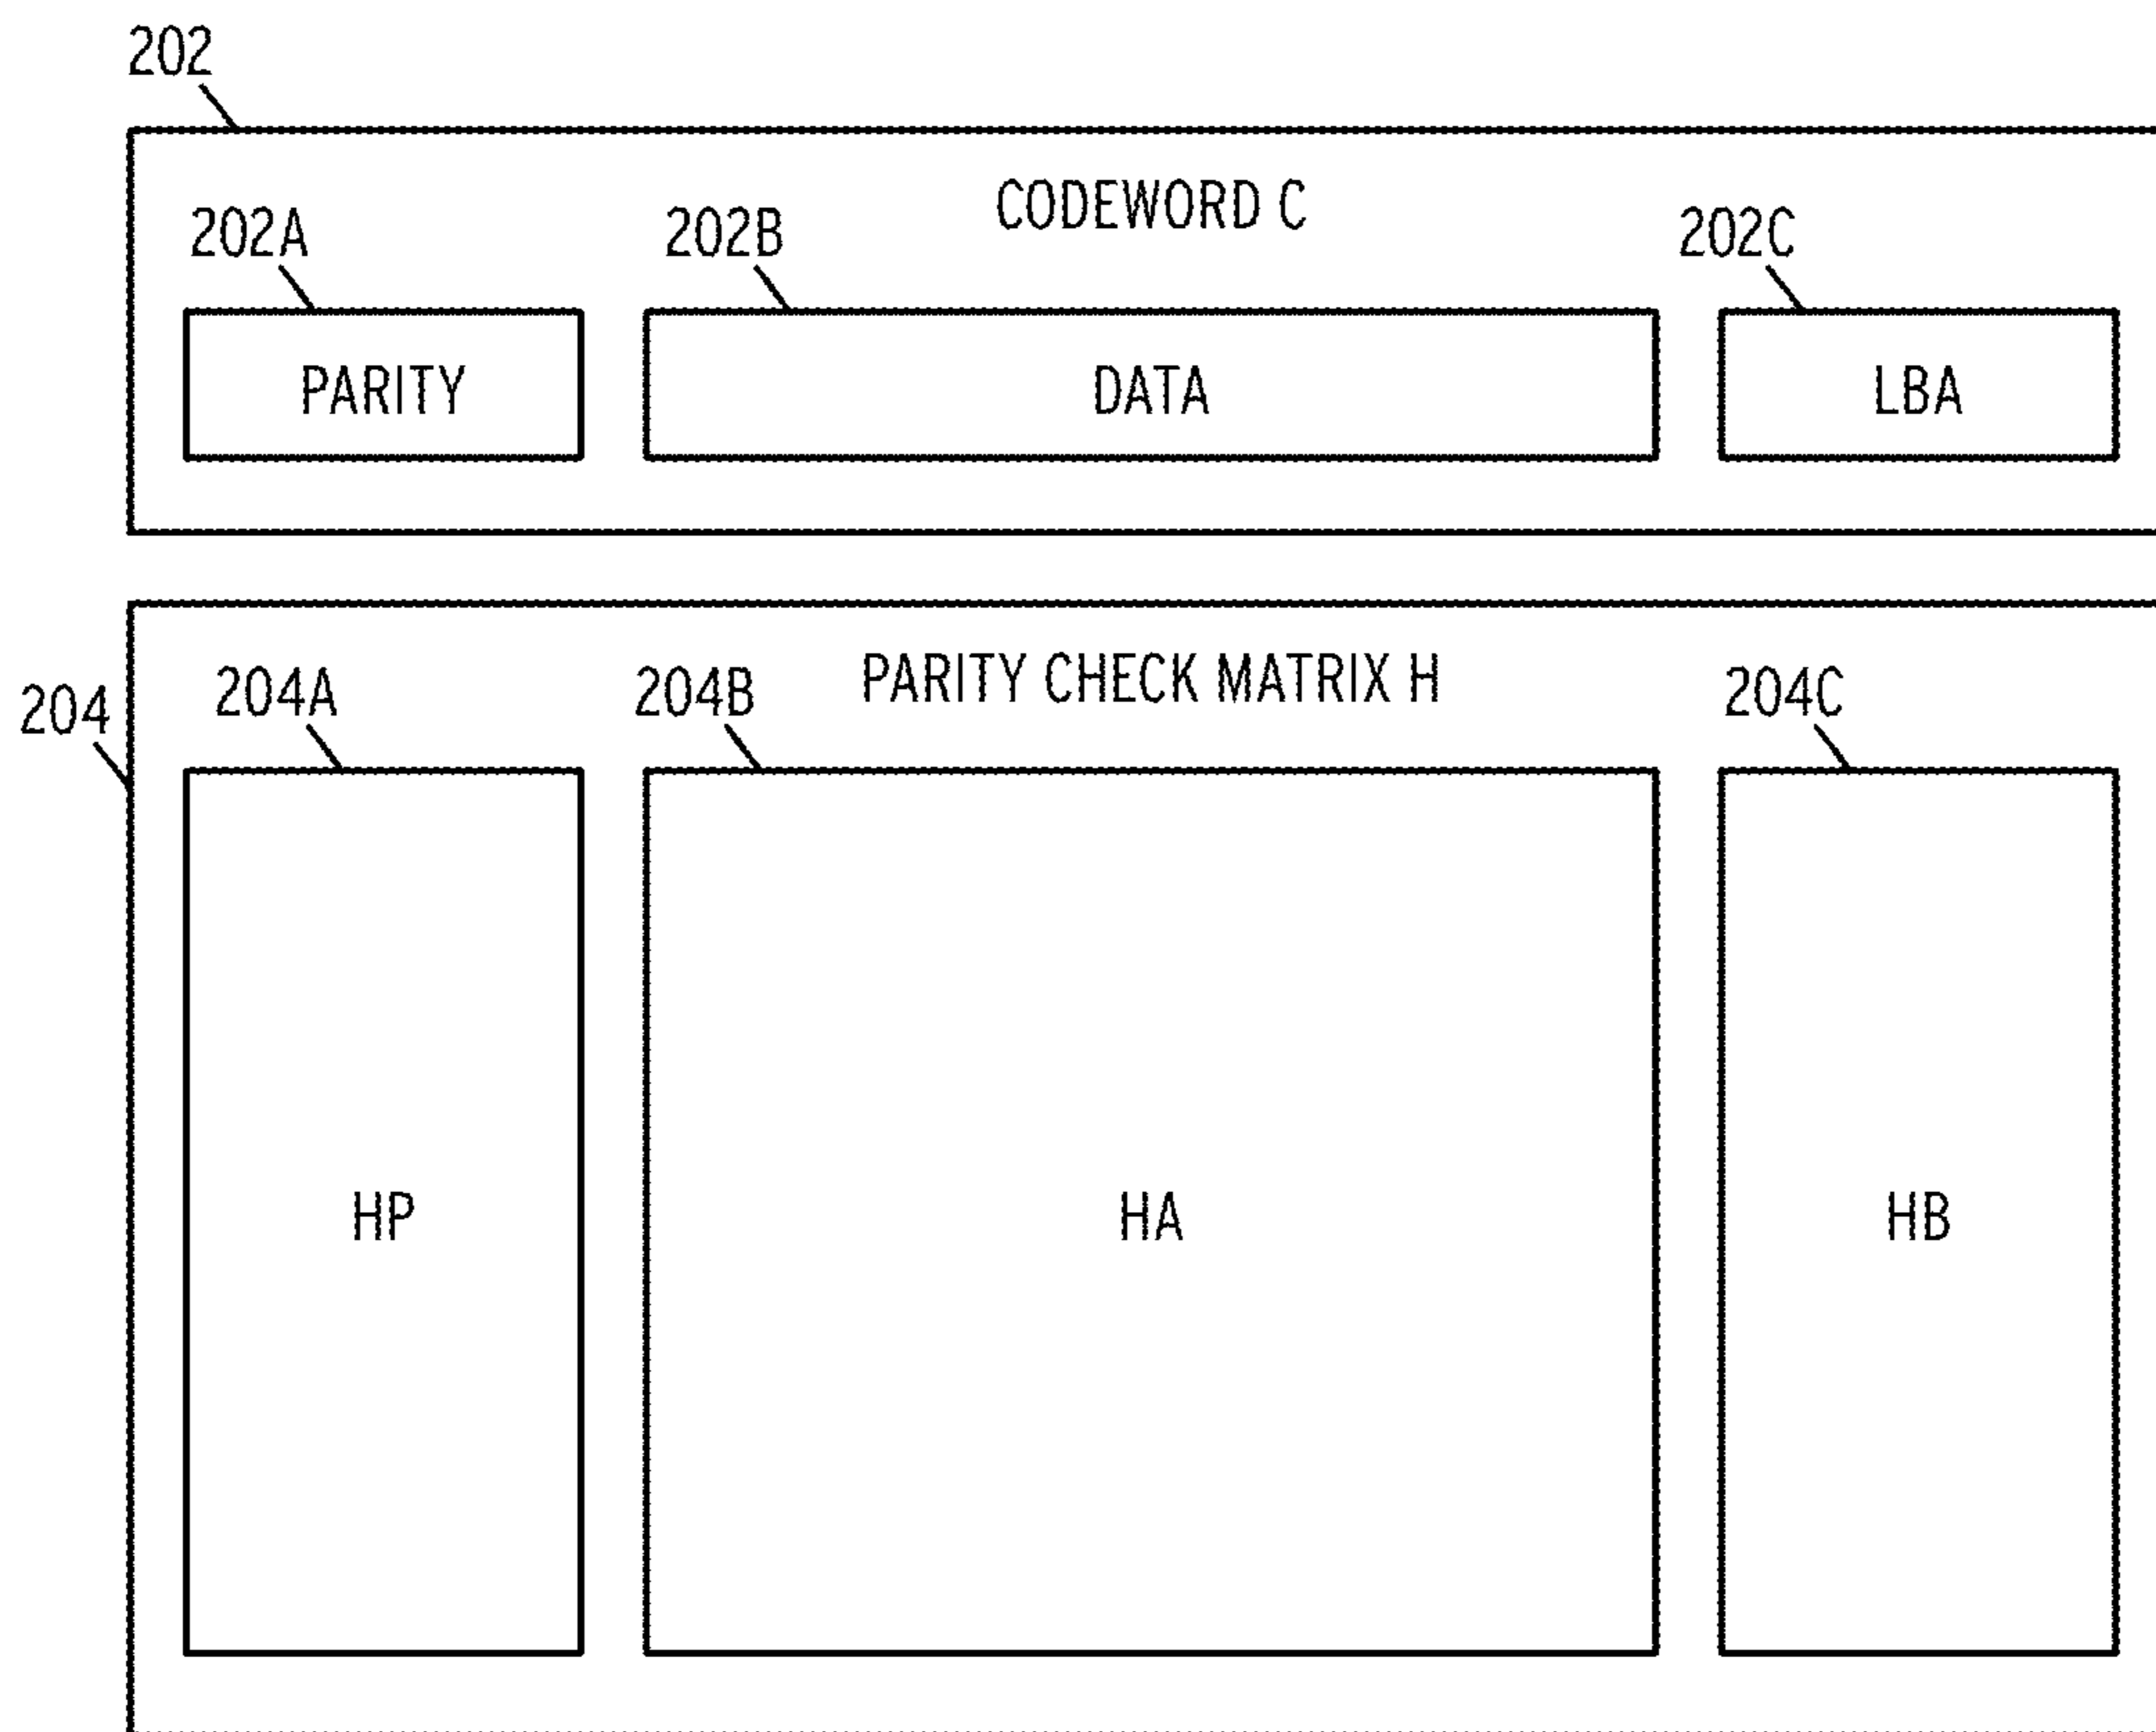 202
CODEWORD C
202A
202B
202C
PARITY
DATA
LBA
PARITY CHECK MATRIX H
204
204A
204B
204C
HP
HA
HB